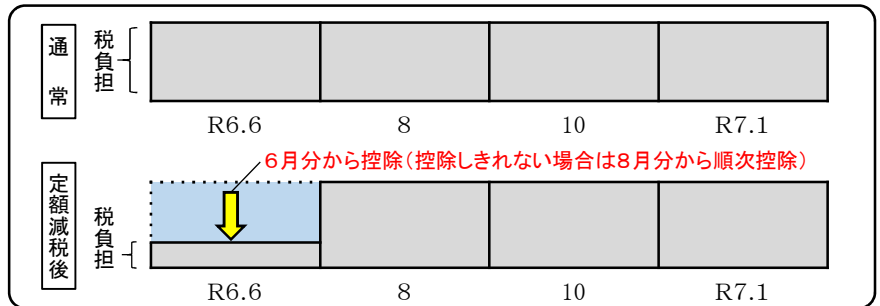 通常
税負担
R6.6 8 10 R7.1
6月分から控除（控除しきれない場合は8月分から順次控除）
定額減税後
税負担
R6.6 8 10 R7.1